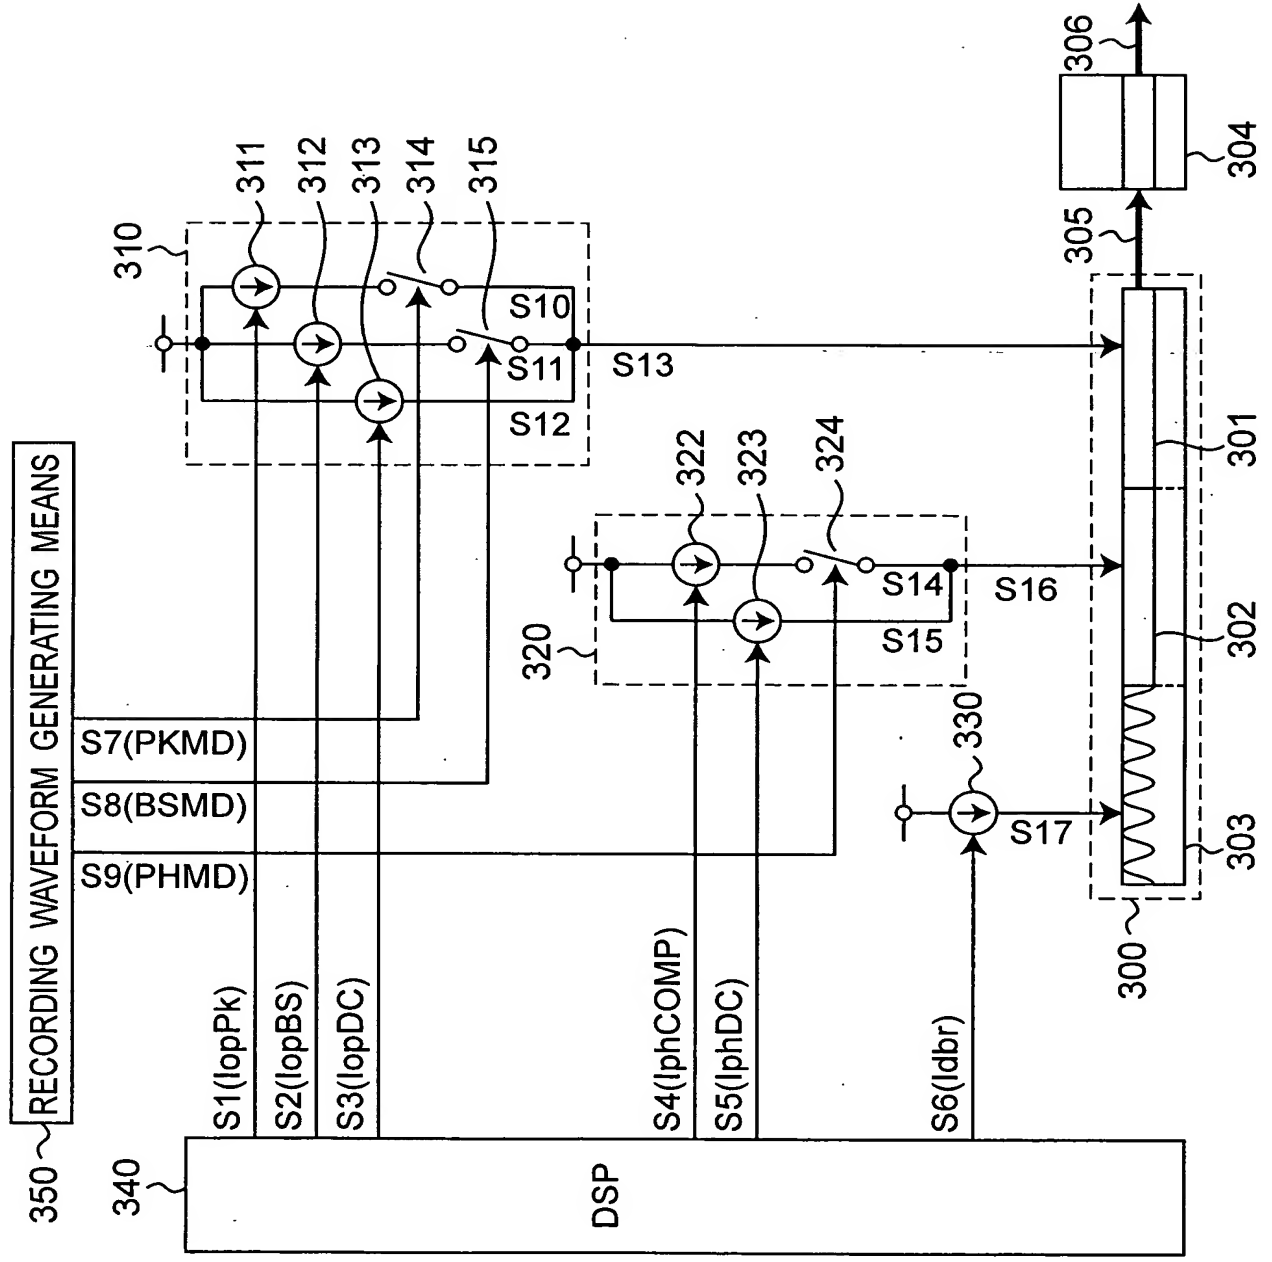 350
RECORDING WAVEFORM GENERATING MEANS
S7(PKMD)
S8(BSMD)
S9(PHMD)
340
DSP
S1(IopPk)
S2(IopBS)
S3(IopDC)
S4(IphCOMP)
S5(IphDC)
S6(Idbr)
310
311
312
313
314
315
S10
S11
S12
S13
320
322
323
324
S14
S15
S16
330
S17
300
301
302
303
304
305
306